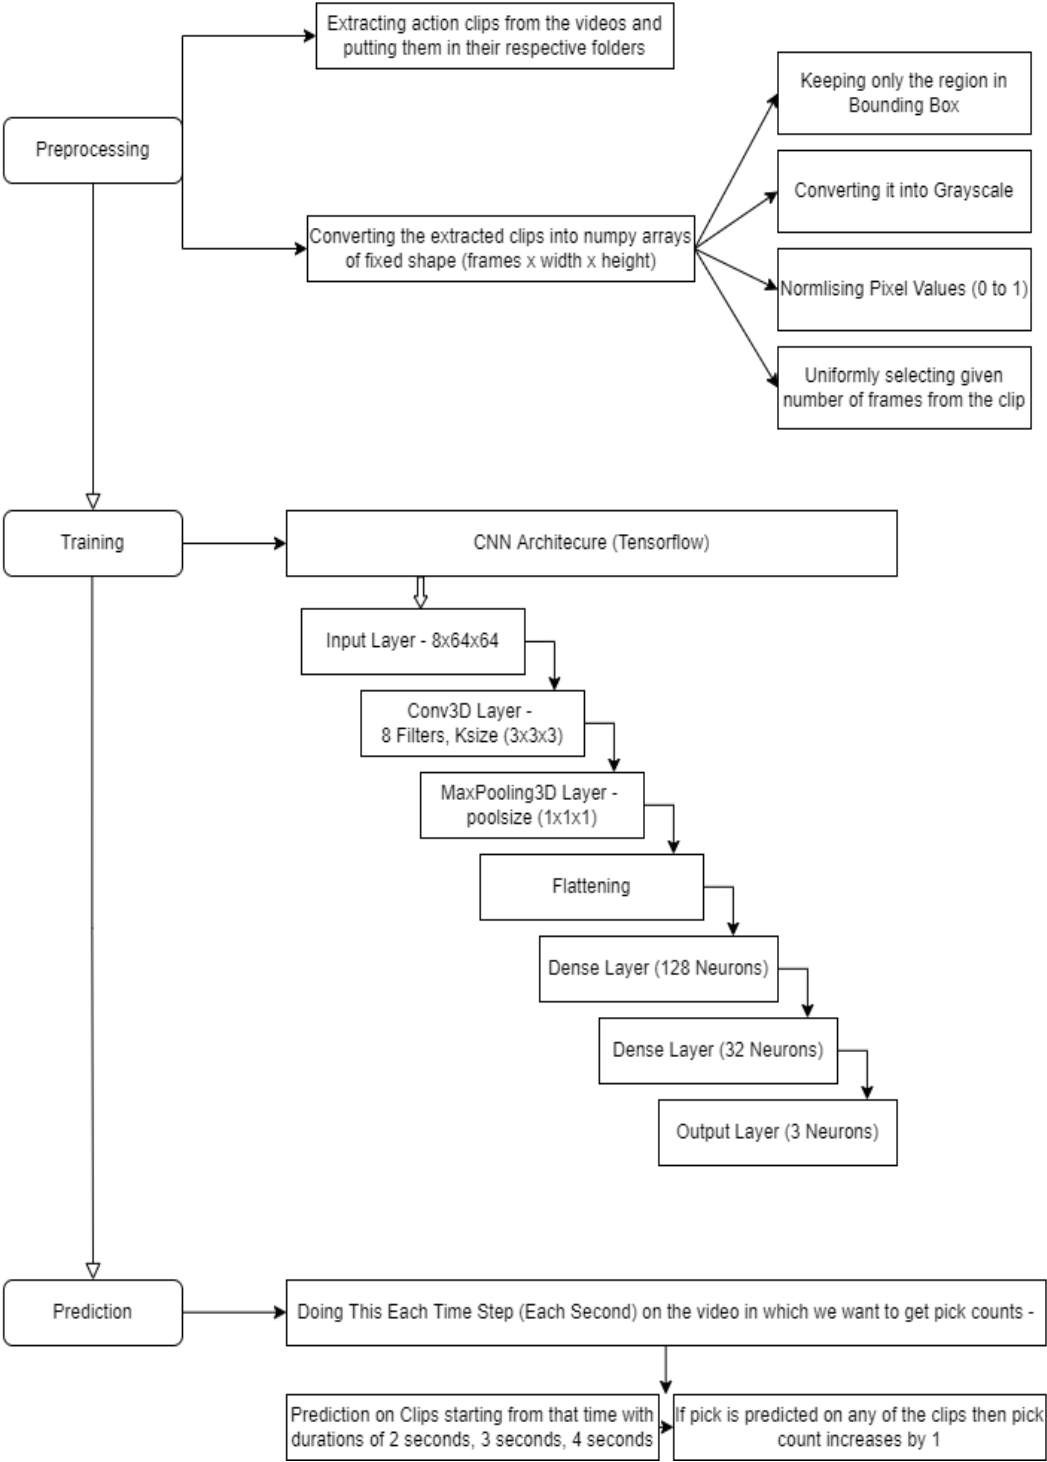 Extracting action clips from the videos and
putting them in their respective folders
Preprocessing
Keeping only the region in
Bounding Box
Converting it into Grayscale
Converting the extracted clips into numpy arrays
of fixed shape (frames x width x height)
Normlising Pixel Values (0 to 1)
Uniformly selecting given
number of frames from the clip
Training
CNN Architecure (Tensorflow)
Input Layer - 8x64x64
Conv3D Layer -
8 Filters, Ksize (3x3x3)
MaxPooling3D Layer -
poolsize (1x1x1)
Flattening
Dense Layer (128 Neurons)
Dense Layer (32 Neurons)
Output Layer (3 Neurons)
Prediction
Doing This Each Time Step (Each Second) on the video in which we want to get pick counts -
Prediction on Clips starting from that time with
durations of 2 seconds, 3 seconds, 4 seconds
If pick is predicted on any of the clips then pick
count increases by 1